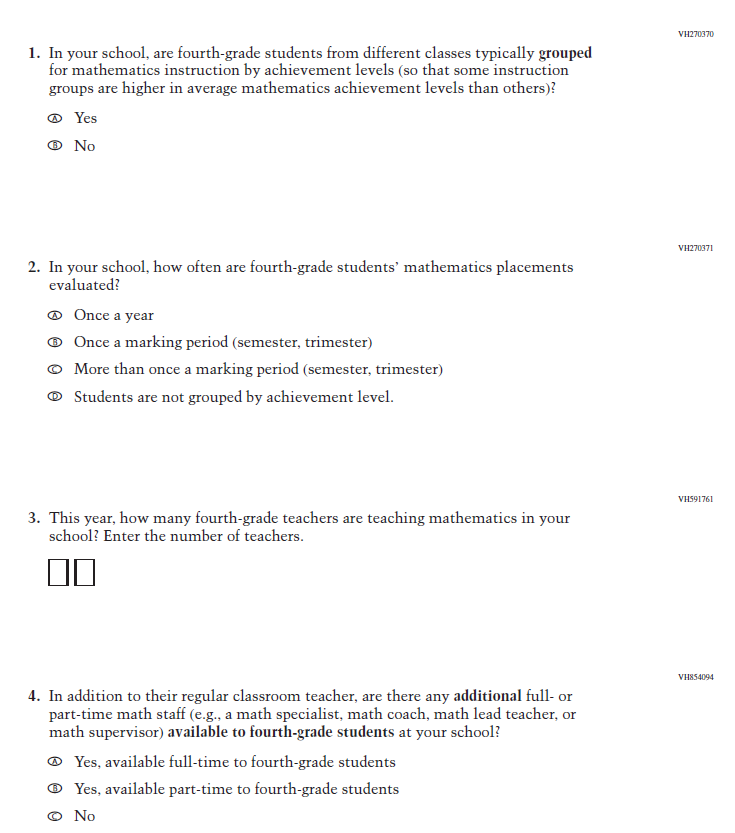 VH270370
1. In your school, are fourth-grade students from different classes typically grouped
for mathematics instruction by achievement levels (so that some instruction
groups are higher in average mathematics achievement levels than others)?
A Yes
B No
VH270371
2. In your school, how often are fourth-grade students’ mathematics placements
evaluated?
A Once a year
B Once a marking period (semester, trimester)
C More than once a marking period (semester, trimester)
D Students are not grouped by achievement level.
VH591761
3. This year, how many fourth-grade teachers are teaching mathematics in your
school? Enter the number of teachers.
VH854094
4. In addition to their regular classroom teacher, are there any additional full- or
part-time math staff (e.g., a math specialist, math coach, math lead teacher, or
math supervisor) available to fourth-grade students at your school?
A Yes, available full-time to fourth-grade students
B Yes, available part-time to fourth-grade students
C No